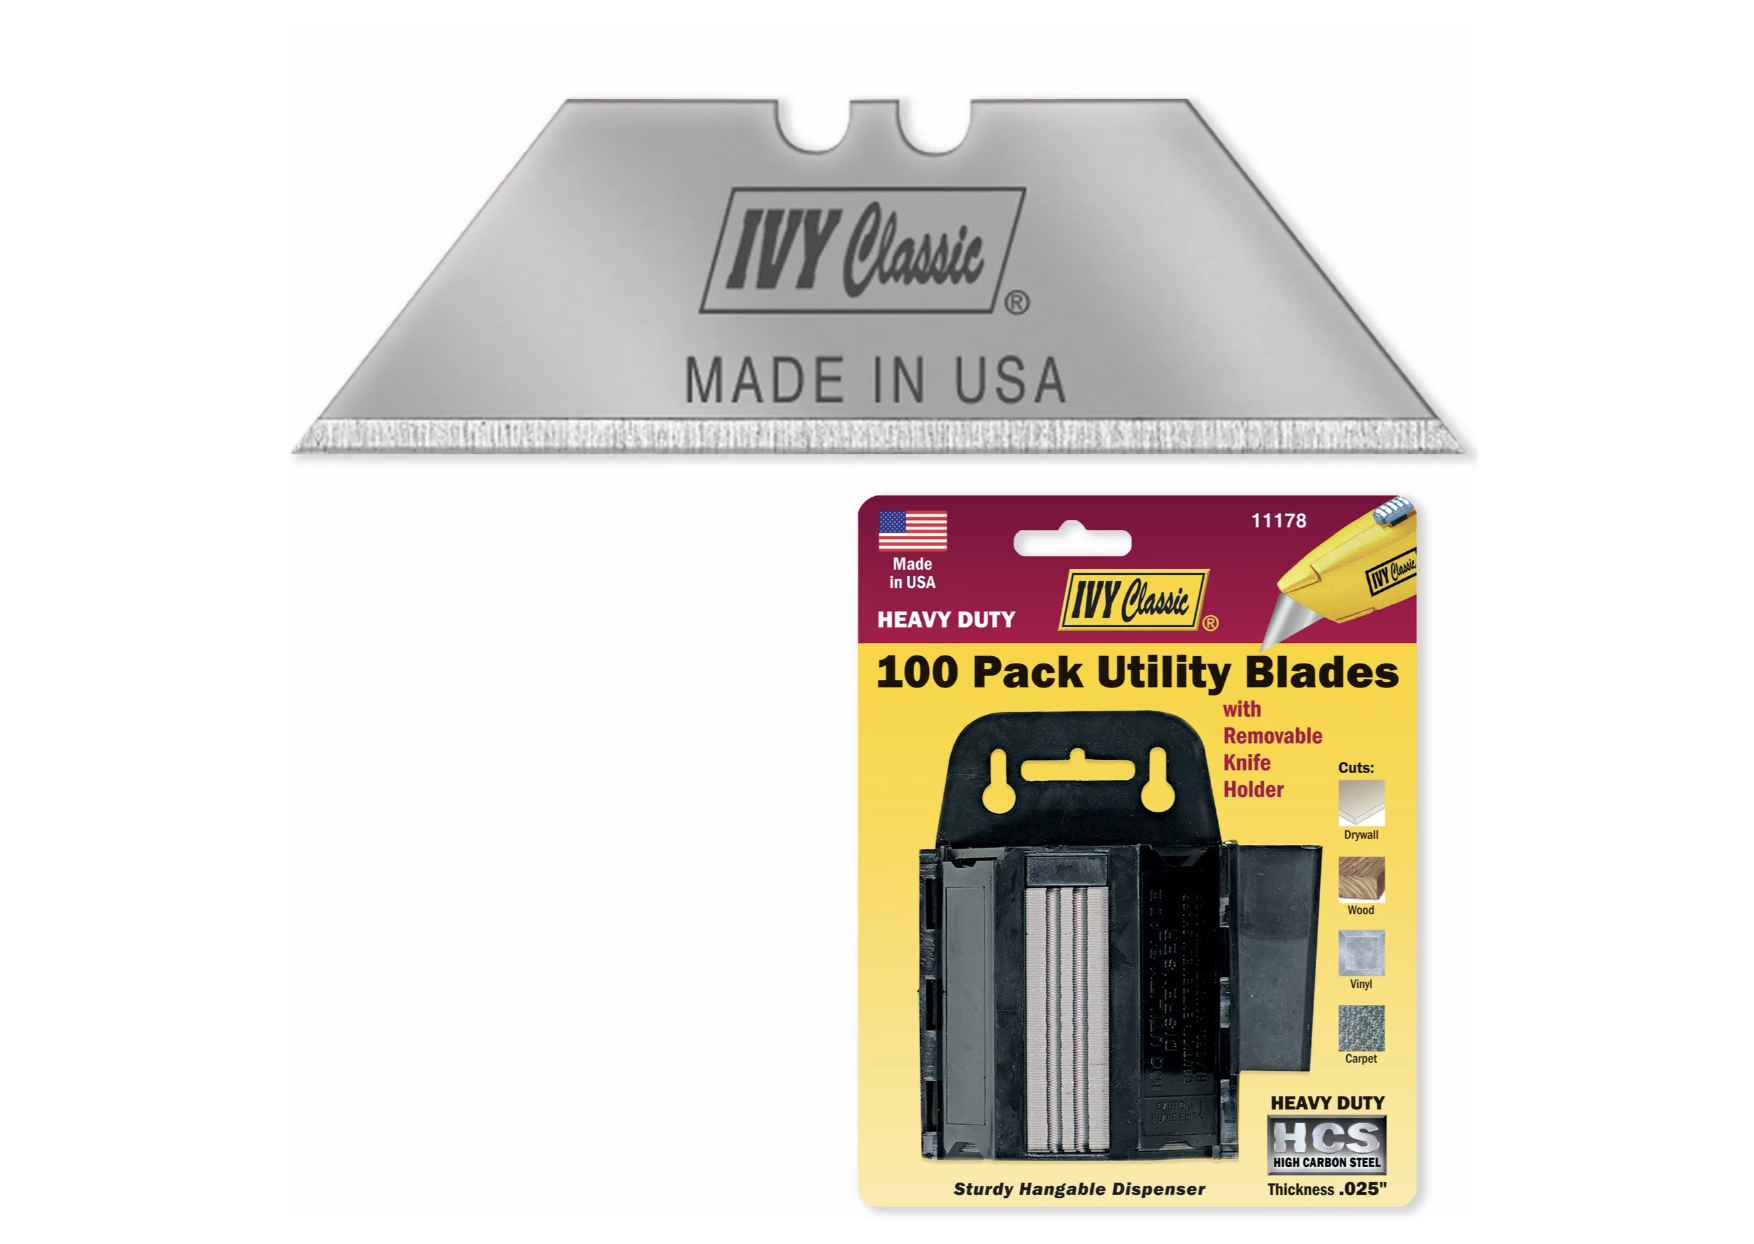 IVY Classic
®
MADE IN USA
11178
Made
in USA
HEAVY DUTY
IVY Classic
®
IVY Classic
100 Pack Utility Blades
with
Removable
Knife
Holder
Cuts:
Drywall
Wood
Vinyl
Carpet
HEAVY DUTY
HCS
HIGH CARBON STEEL
Thickness .025"
Sturdy Hangable Dispenser